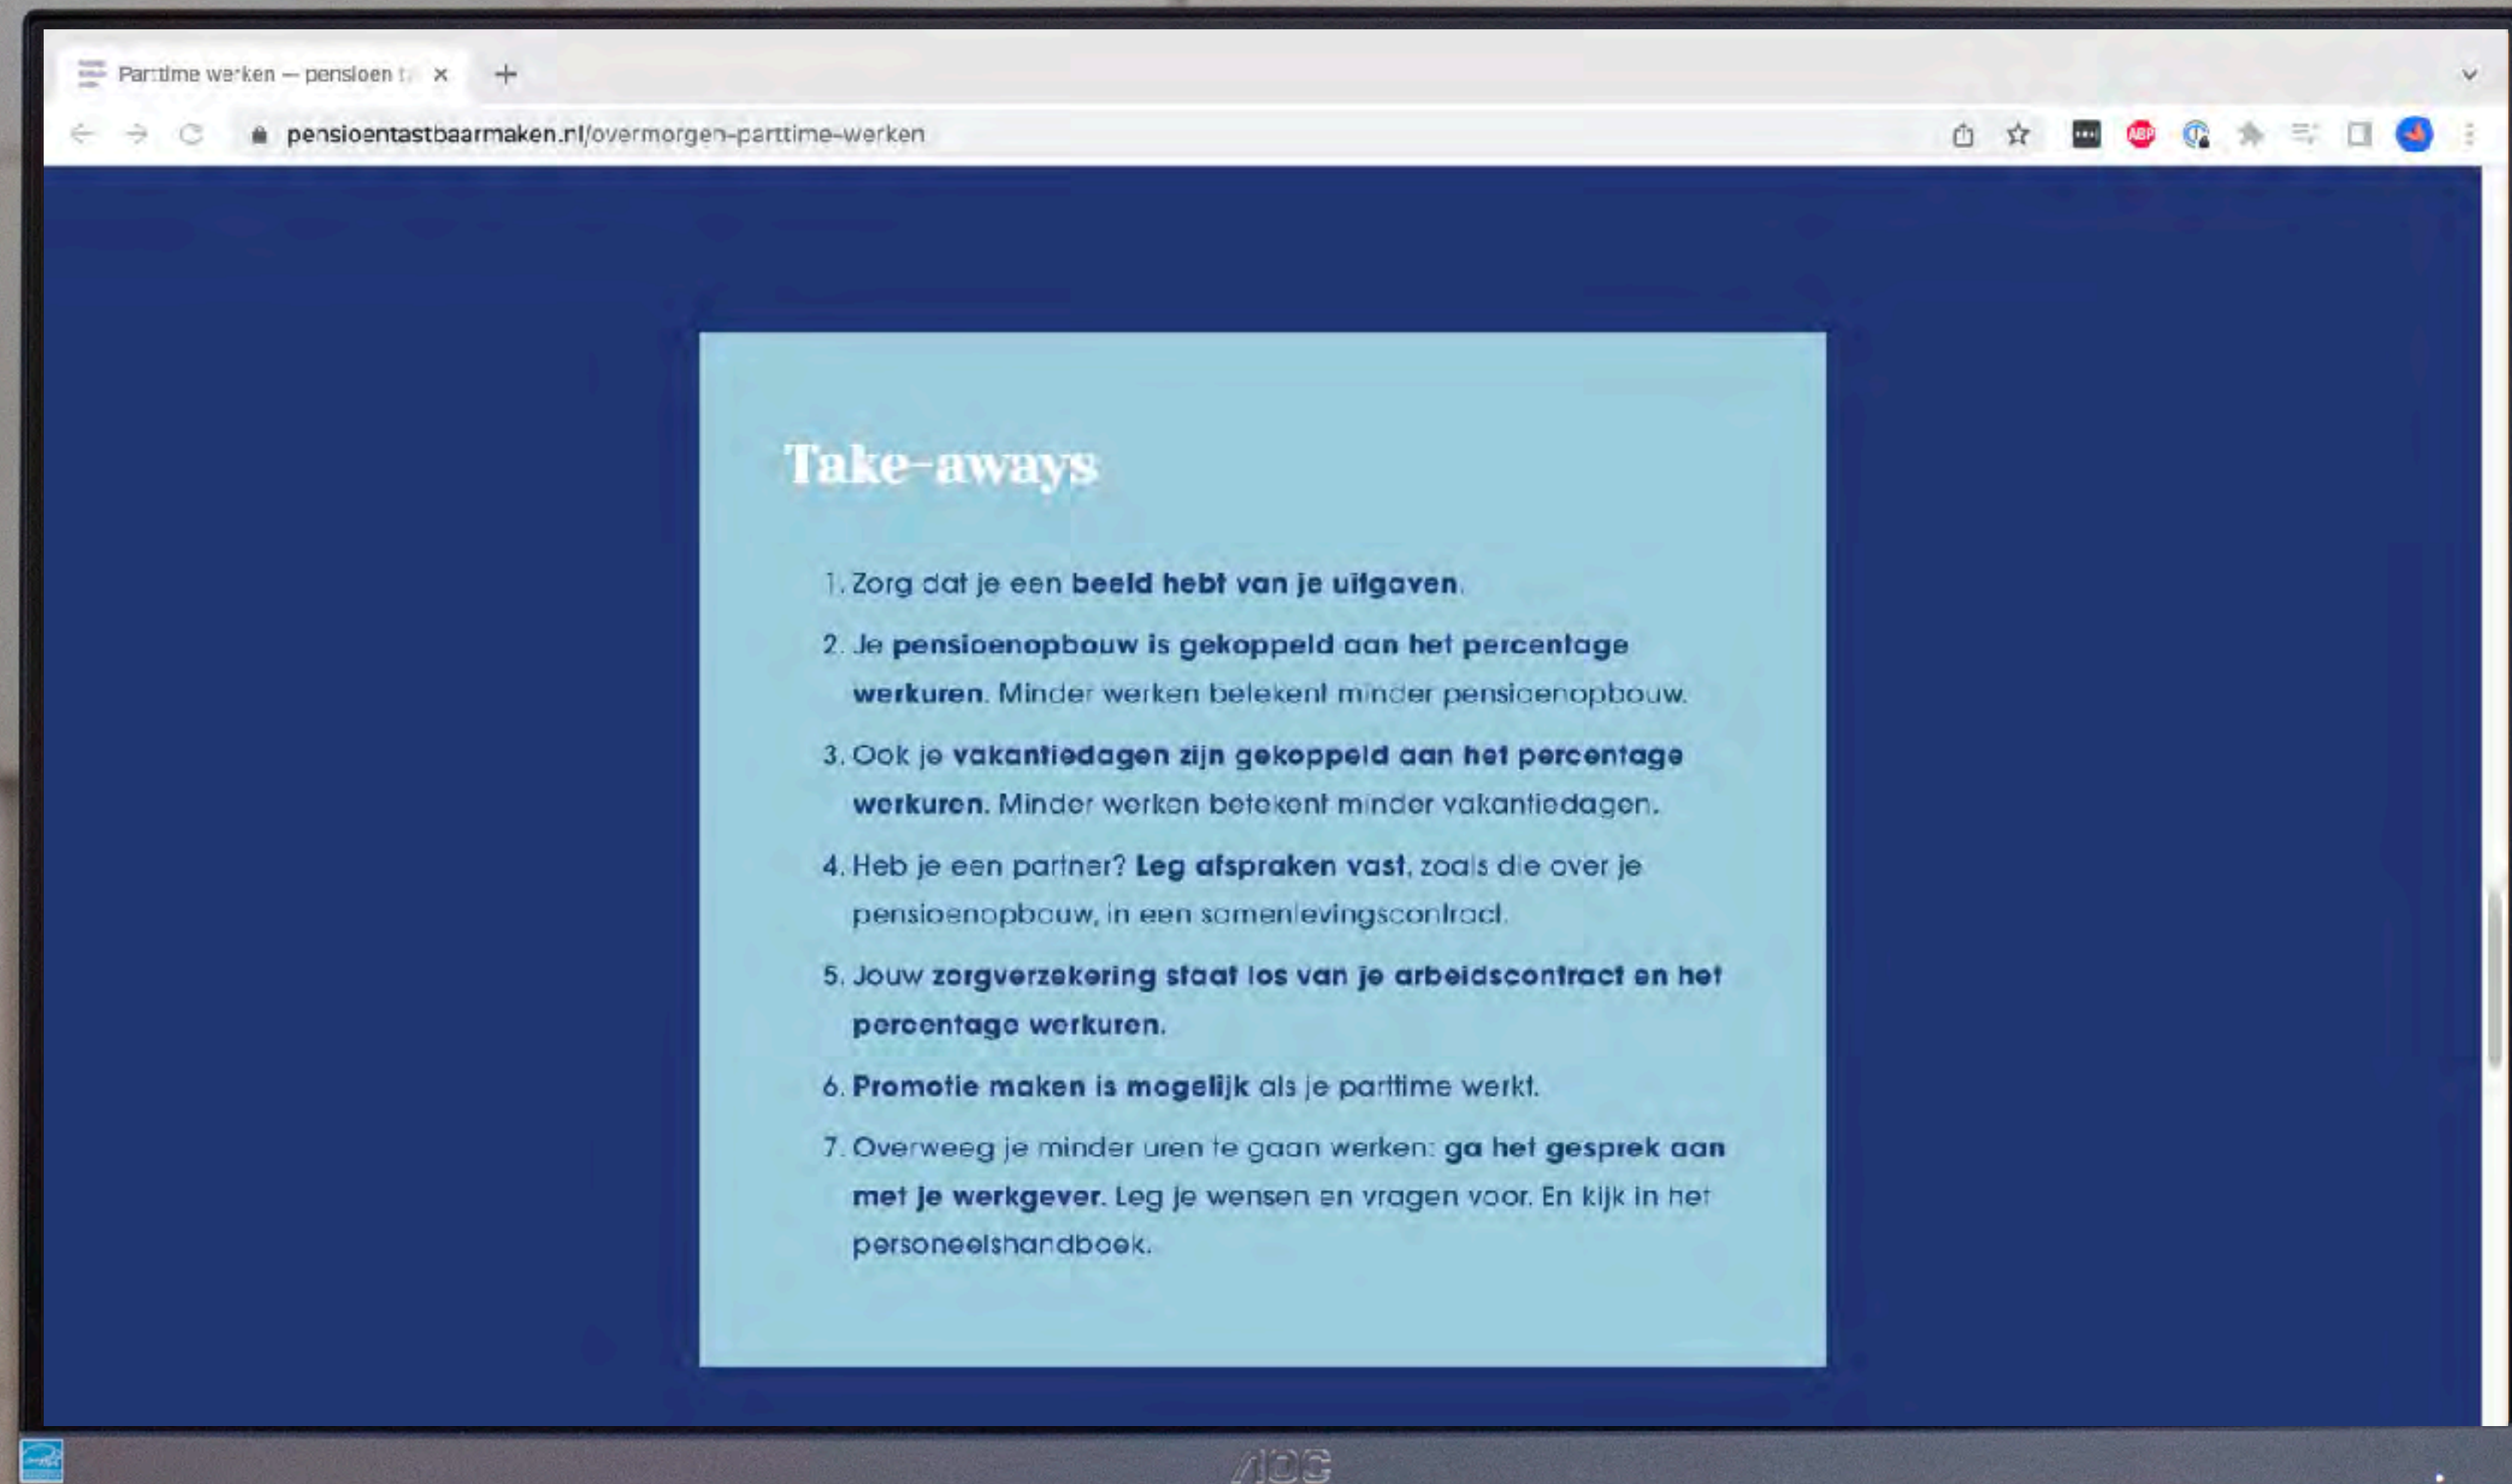 Parttime werken — pensioen t
pensioentastbaarmaken.nl/overmorgen-parttime-werken
ABP
Take-aways
1. Zorg dat je een beeld hebt van je uitgaven.
2. Je pensioenopbouw is gekoppeld aan het percentage
werkuren. Minder werken betekent minder pensioenopbouw.
3. Ook je vakantiedagen zijn gekoppeld aan het percentage
werkuren. Minder werken betekent minder vakantiedagen.
4. Heb je een partner? Leg afspraken vast, zoals die over je
pensioenopbouw, in een samenlevingscontract.
5. Jouw zorgverzekering staat los van je arbeidscontract en het
percentage werkuren.
6. Promotie maken is mogelijk als je parttime werkt.
7. Overweeg je minder uren te gaan werken: ga het gesprek aan
met je werkgever. Leg je wensen en vragen voor. En kijk in het
personeelshandboek.
AOC